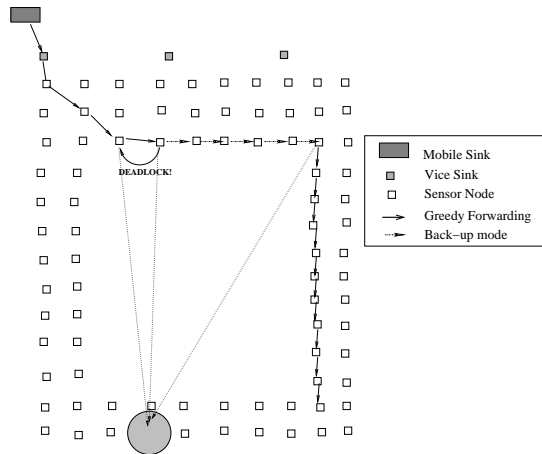 DEADLOCK!
Mobile Sink
Vice Sink
Sensor Node
Greedy Forwarding
Back−up mode